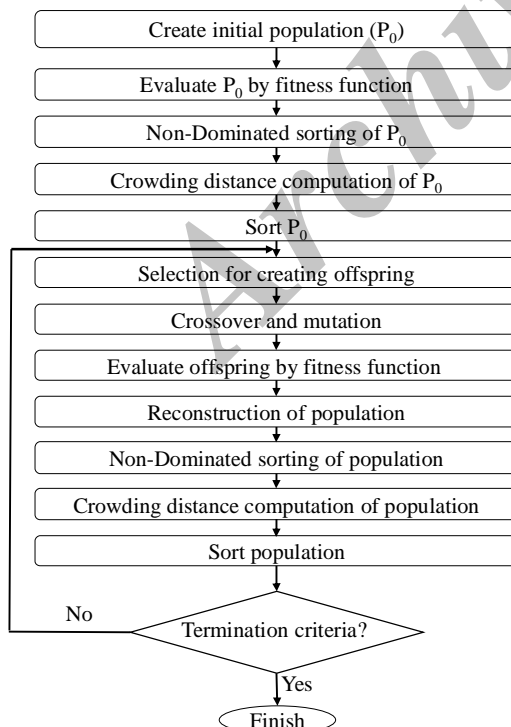 Create initial population (P₀)
Evaluate P₀ by fitness function
Non-Dominated sorting of P₀
Crowding distance computation of P₀
Sort P₀
Selection for creating offspring
Crossover and mutation
Evaluate offspring by fitness function
Reconstruction of population
Non-Dominated sorting of population
Crowding distance computation of population
Sort population
No
Termination criteria?
Yes
Finish